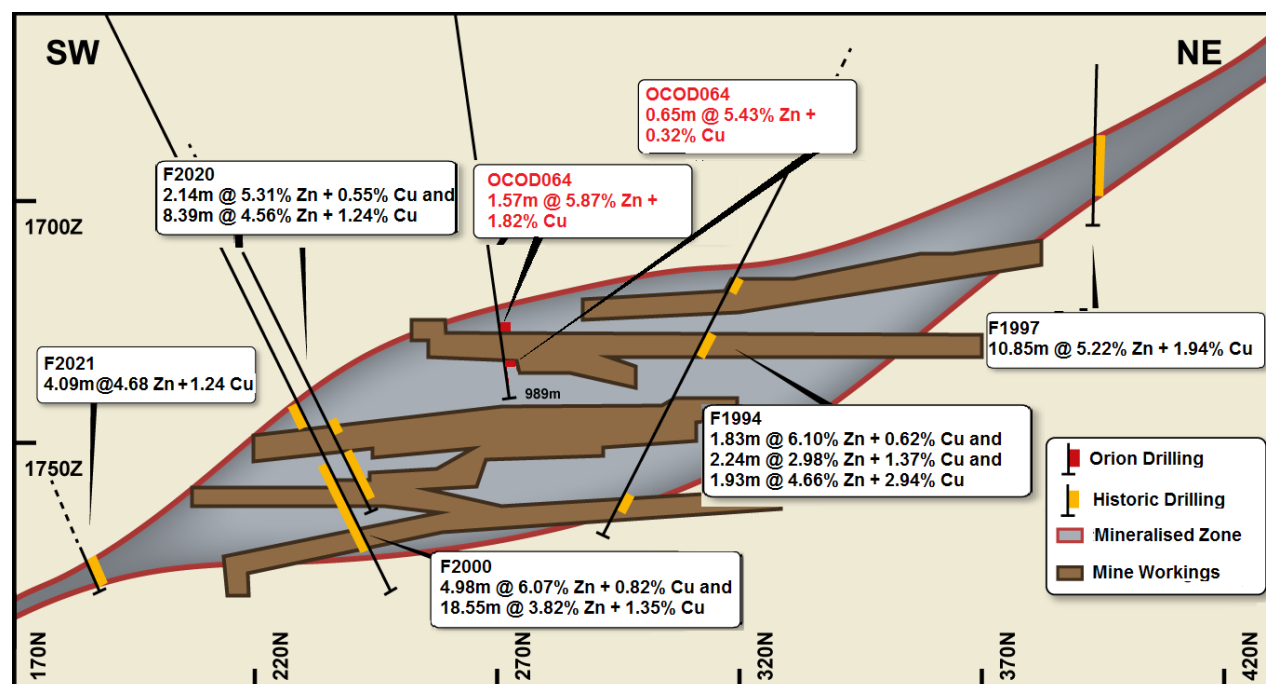 SW
NE
OCOD064
0.65m @ 5.43% Zn +
0.32% Cu
F2020
2.14m @ 5.31% Zn + 0.55% Cu and
8.39m @ 4.56% Zn + 1.24% Cu
OCOD064
1.57m @ 5.87% Zn +
1.82% Cu
1700Z
F1997
10.85m @ 5.22% Zn + 1.94% Cu
F2021
4.09m@4.68 Zn+1.24 Cu
989m
F1994
1.83m @ 6.10% Zn + 0.62% Cu and
2.24m @ 2.98% Zn + 1.37% Cu and
1.93m @ 4.66% Zn + 2.94% Cu
1750Z
Orion Drilling
Historic Drilling
Mineralised Zone
Mine Workings
F2000
4.98m @ 6.07% Zn + 0.82% Cu and
18.55m @ 3.82% Zn + 1.35% Cu
170N
220N
270N
320N
370N
420N